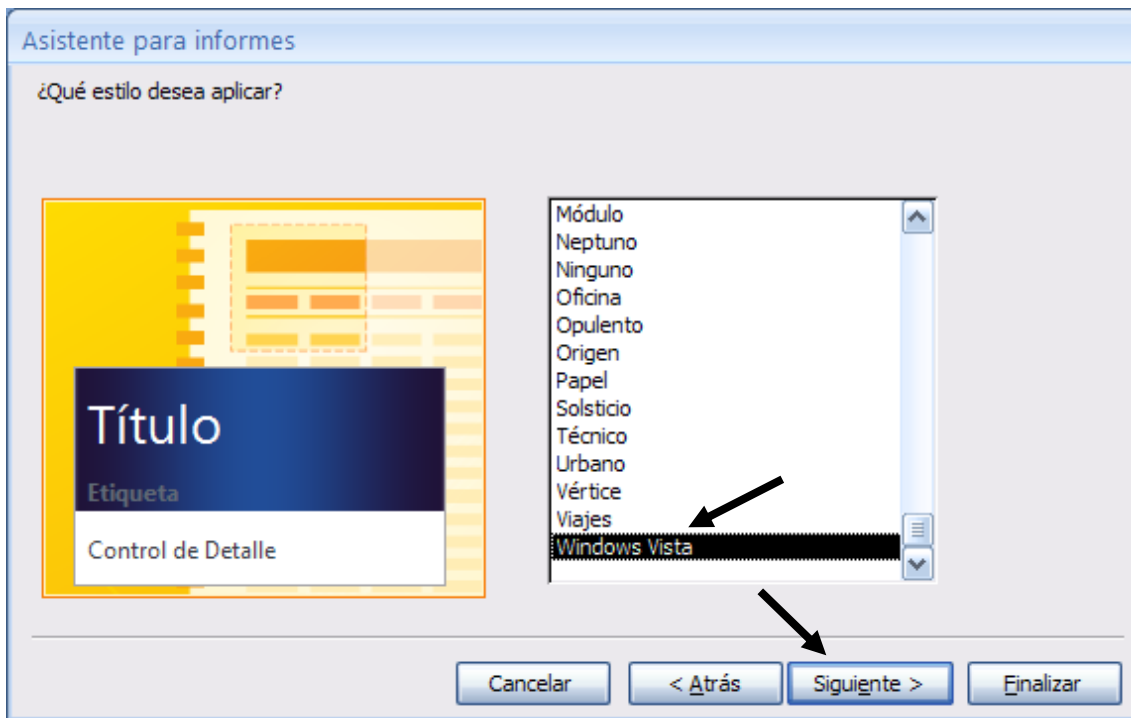 Asistente para informes
¿Qué estilo desea aplicar?
Título
Etiqueta
Control de Detalle
Módulo
Neptuno
Ninguno
Oficina
Opulento
Origen
Papel
Solsticio
Técnico
Urbano
Vértice
Viajes
Windows Vista
Cancelar
< Atrás
Siguiente >
Finalizar